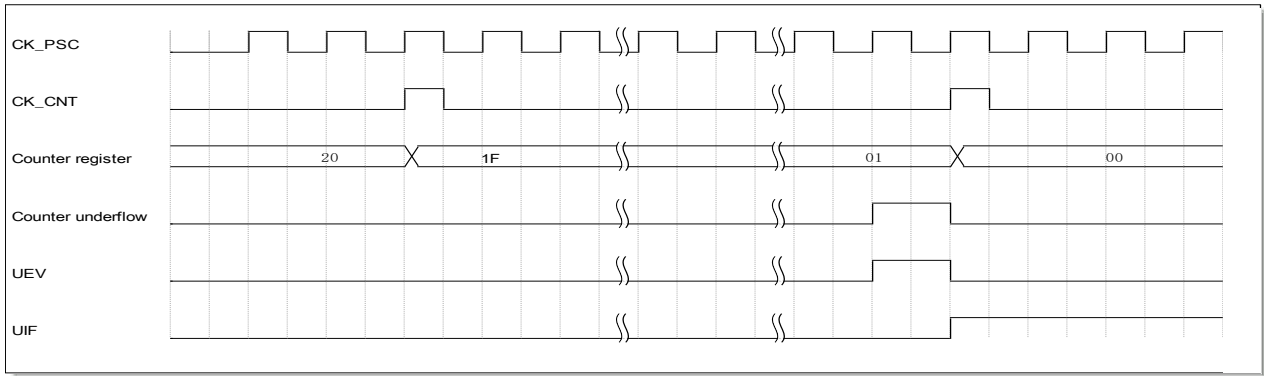 CK_PSC
CK_CNT
Counter register 20 1F 01 00
Counter underflow
UEV
UIF